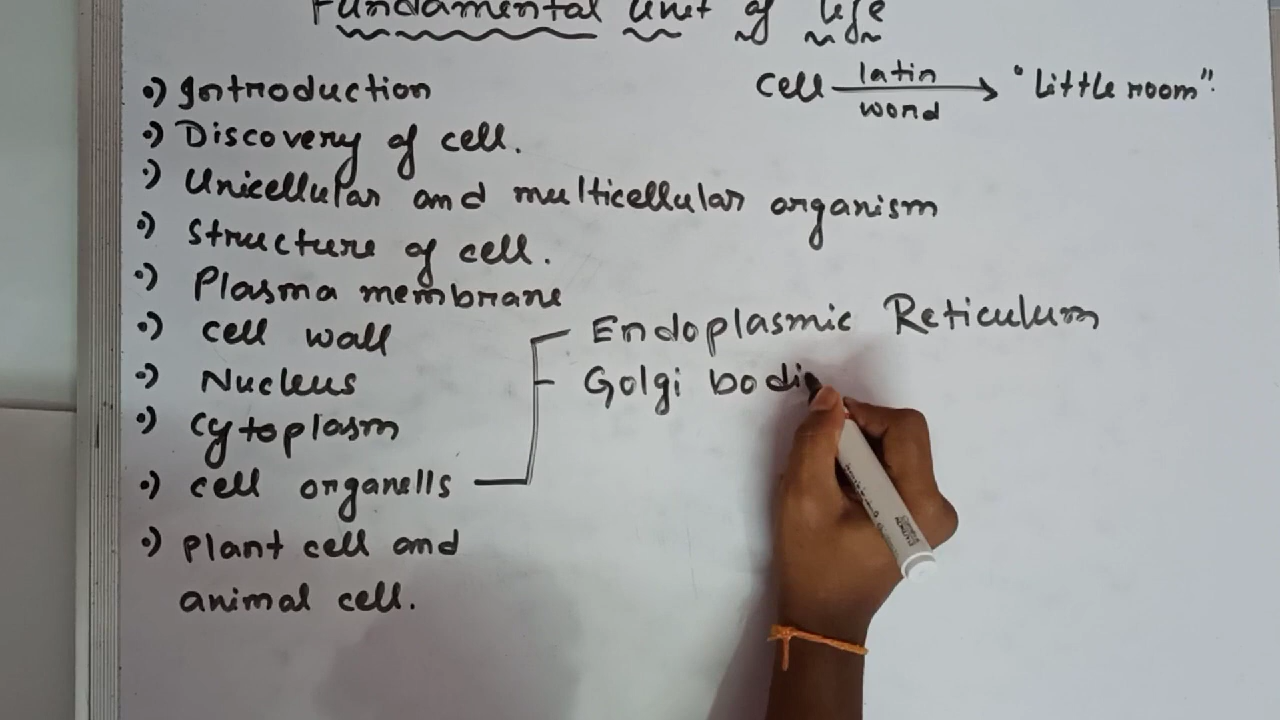 Fundamental unit of life
Cell latin word → "Little room".
•) Introduction
•) Discovery of cell.
•) Unicellular and multicellular organism
•) Structure of cell.
•) Plasma membrane
•) cell wall
•) Nucleus
•) Cytoplasm
•) cell organells
Endoplasmic Reticulum
Golgi bodi
•) plant cell and
animal cell.